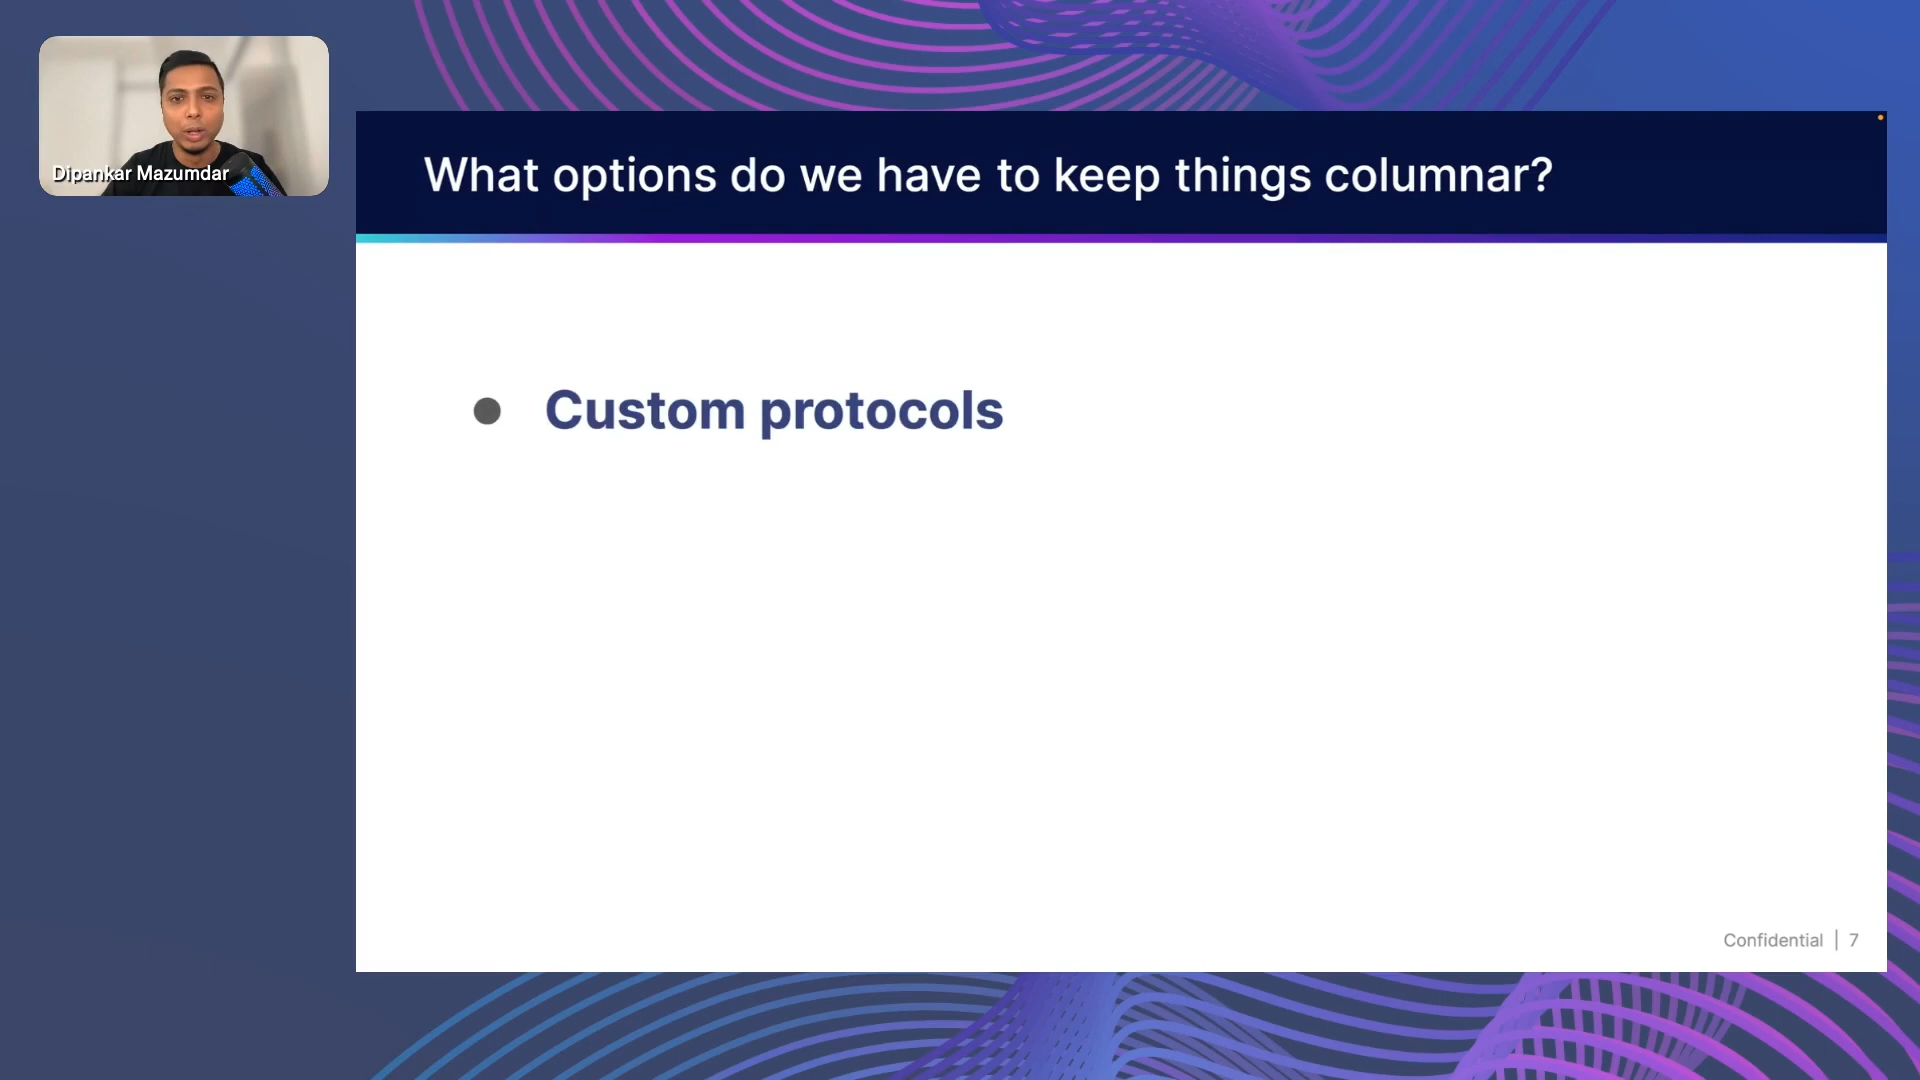 Dipankar Mazumdar
What options do we have to keep things columnar?
● Custom protocols
Confidential | 7